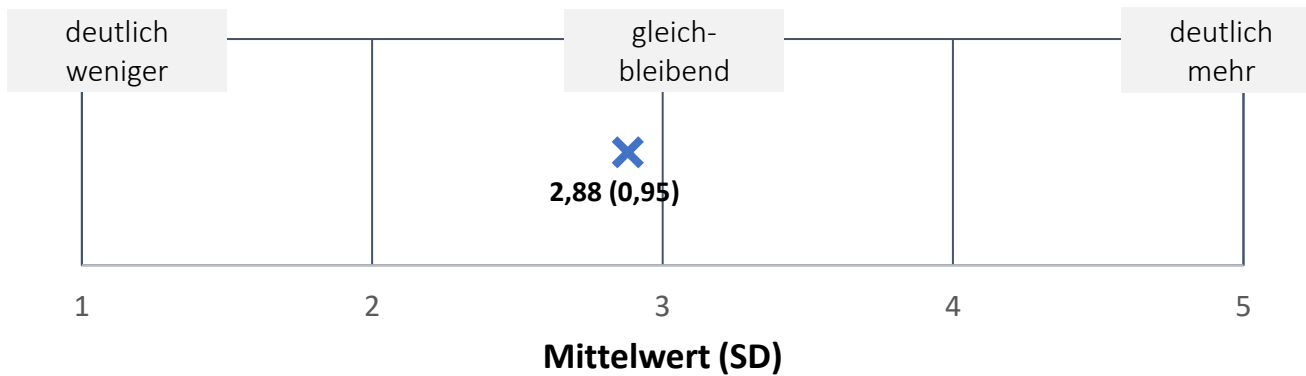 deutlich
weniger
gleich-
bleibend
deutlich
mehr
2,88 (0,95)
1
2
3
4
5
Mittelwert (SD)